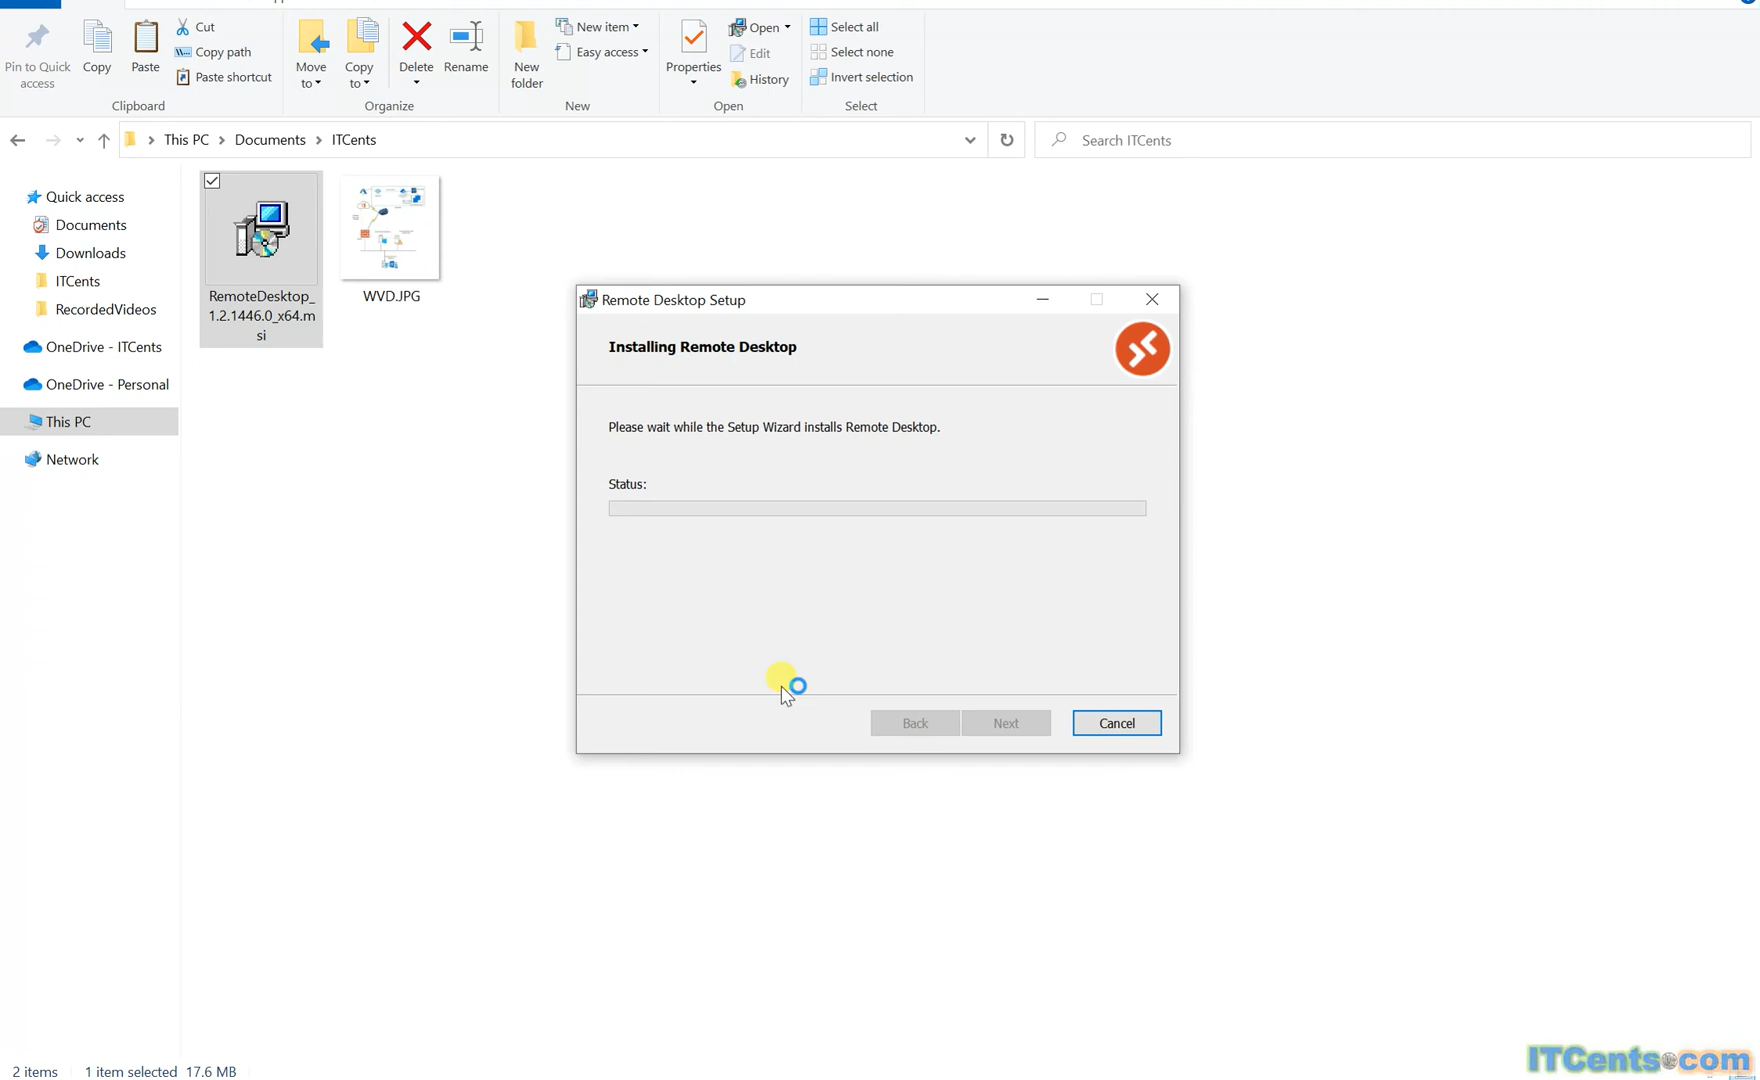 Pin to Quick
access
Copy
Paste
Cut
Copy path
Paste shortcut
Clipboard
Move
to
Copy
to
Delete
Rename
Organize
New
folder
New item
Easy access
New
Properties
Open
Edit
History
Open
Select all
Select none
Invert selection
Select
This PC
Documents
ITCents
Search ITCents
Quick access
Documents
Downloads
ITCents
RecordedVideos
OneDrive - ITCents
OneDrive - Personal
This PC
Network
RemoteDesktop_
1.2.1446.0_x64.m
si
WVD.JPG
Remote Desktop Setup
Installing Remote Desktop
Please wait while the Setup Wizard installs Remote Desktop.
Status:
Back
Next
Cancel
2 items
1 item selected 17.6 MB
ITCents.com